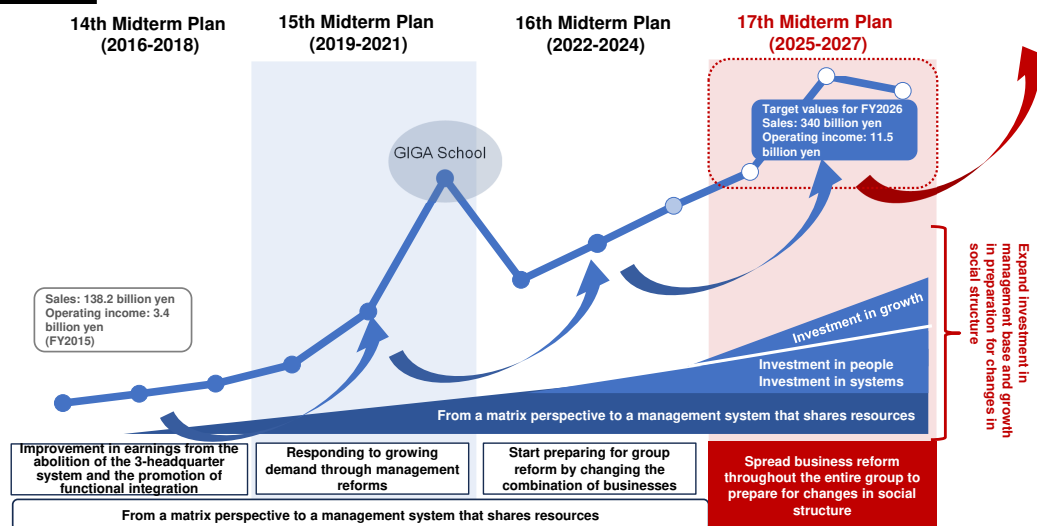 14th Midterm Plan
(2016-2018)
15th Midterm Plan
(2019-2021)
16th Midterm Plan
(2022-2024)
17th Midterm Plan
(2025-2027)
GIGA School
Target values for FY2026
Sales: 340 billion yen
Operating income: 11.5
billion yen
Sales: 138.2 billion yen
Operating income: 3.4
billion yen
(FY2015)
Expand investment in
management base and growth
in preparation for changes in
social structure
Investment in growth
Investment in people
Investment in systems
From a matrix perspective to a management system that shares resources
Improvement in earnings from the
abolition of the 3-headquarter
system and the promotion of
functional integration
Responding to growing
demand through management
reforms
Start preparing for group
reform by changing the
combination of businesses
Spread business reform
throughout the entire group to
prepare for changes in social
structure
From a matrix perspective to a management system that shares resources